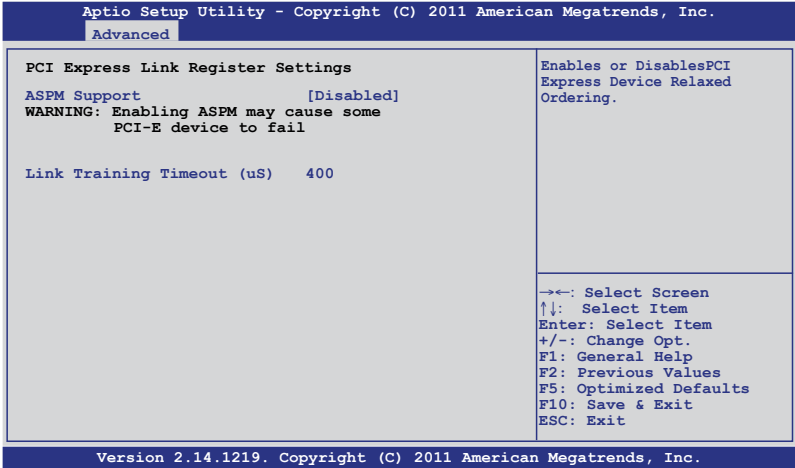 Aptio Setup Utility - Copyright (C) 2011 American Megatrends, Inc.
Advanced
PCI Express Link Register Settings
ASPM Support [Disabled]
WARNING: Enabling ASPM may cause some
PCI-E device to fail
Link Training Timeout (uS) 400
Enables or DisablesPCI
Express Device Relaxed
Ordering.
→←: Select Screen
↑↓: Select Item
Enter: Select Item
+/-: Change Opt.
F1: General Help
F2: Previous Values
F5: Optimized Defaults
F10: Save & Exit
ESC: Exit
Version 2.14.1219. Copyright (C) 2011 American Megatrends, Inc.